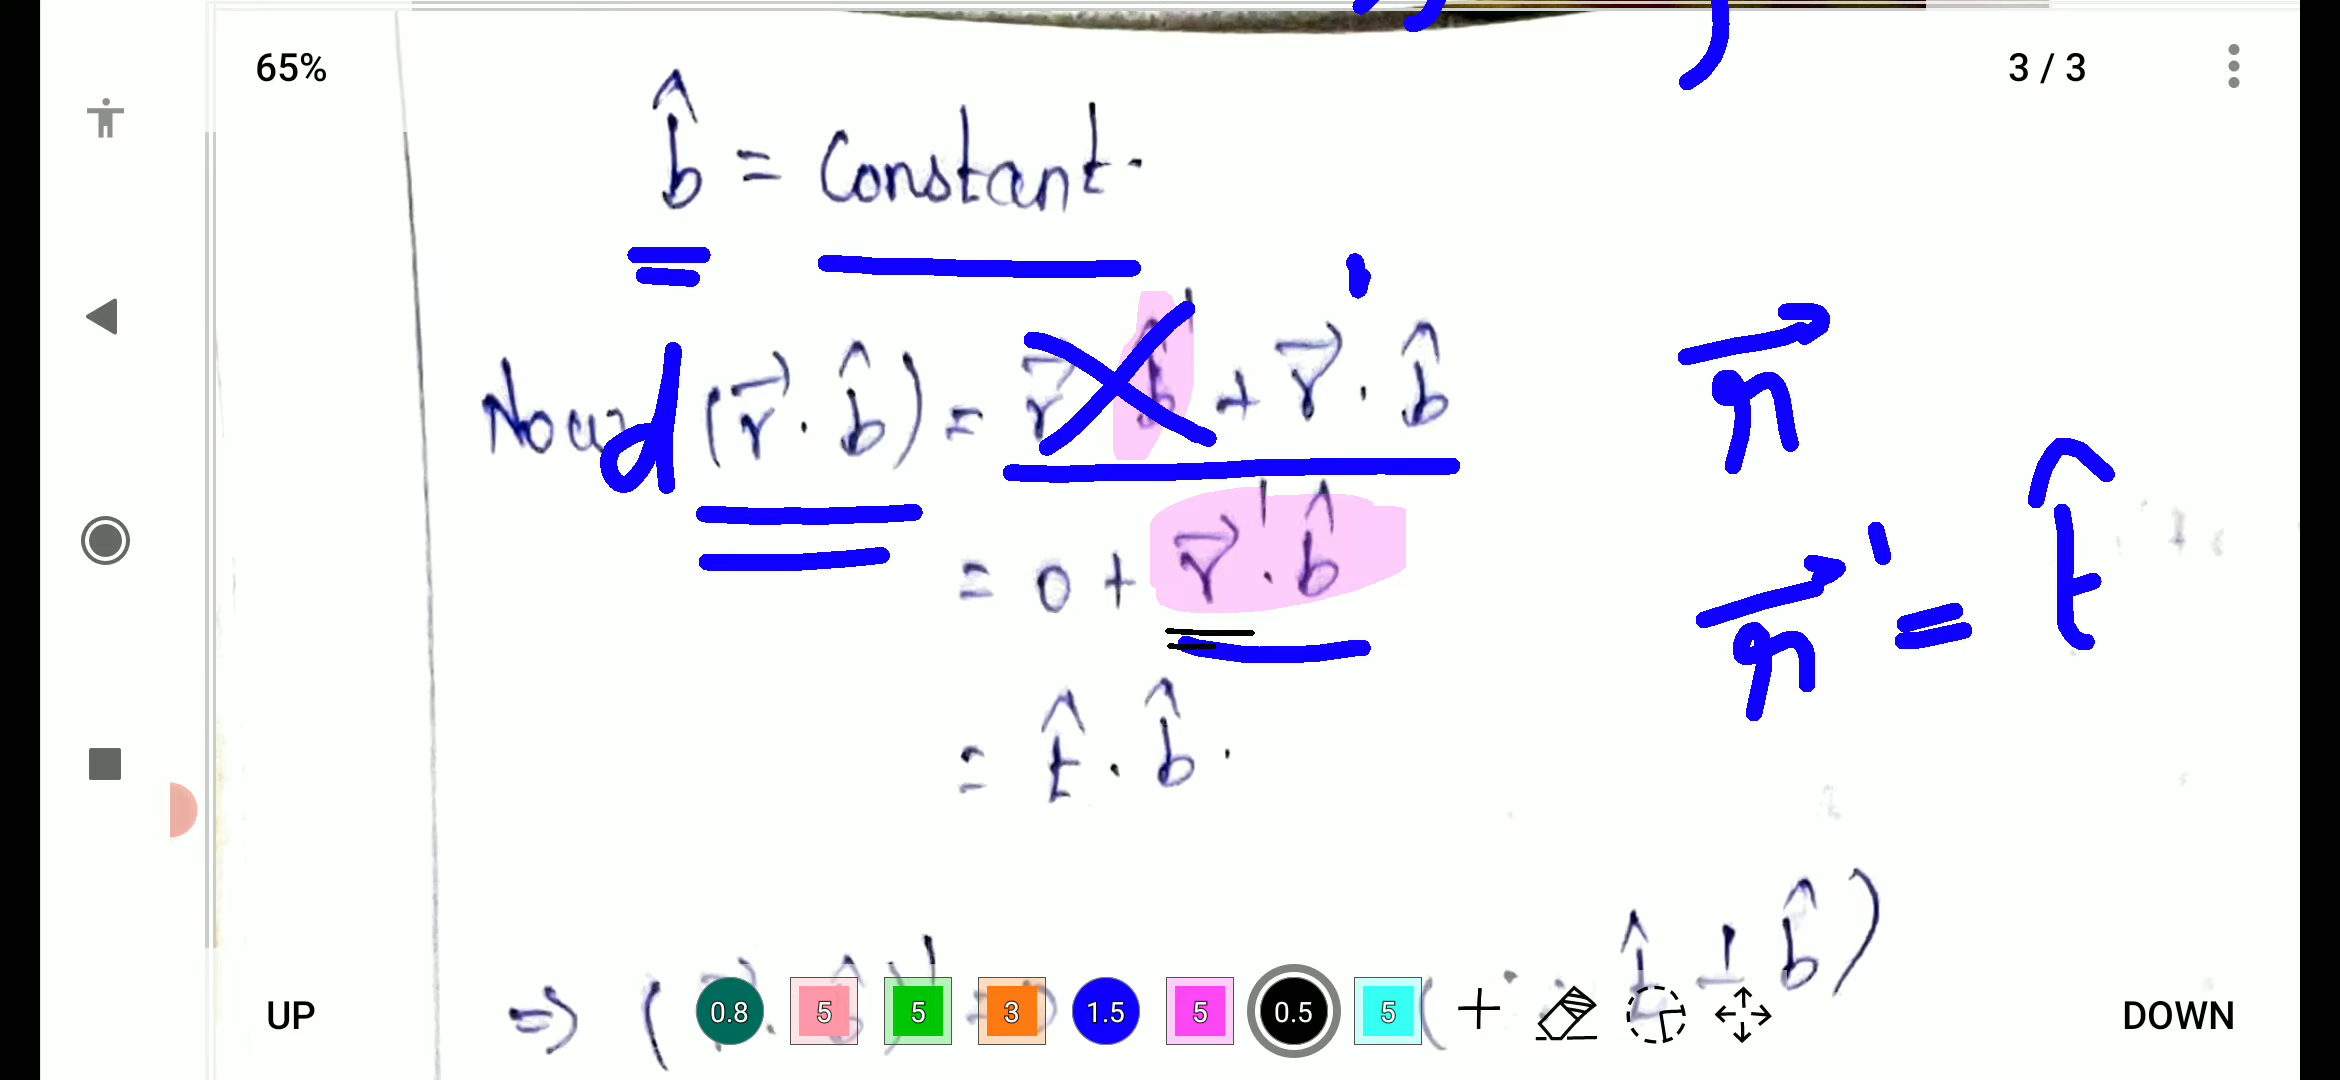 65%
3 / 3
b̂ = Constant.
Now d (r⃗ . b̂) = r⃗ b̂' + r⃗' . b̂
r⃗
= 0 + r⃗' . b̂
r⃗' = t̂
= t̂ . b̂ .
⇒ ( r⃗ . b̂ )' = 0 ( ∵ t̂ ⊥ b̂ )
0.8 5 5 3 1.5 5 0.5 5
UP
DOWN